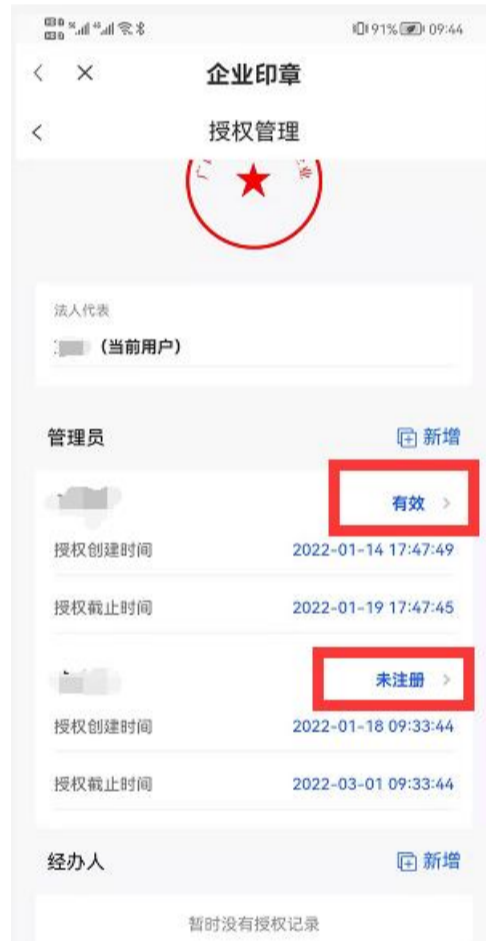 91% 09:44
企业印章
授权管理
法人代表
(当前用户)
管理员
新增
有效
授权创建时间 2022-01-14 17:47:49
授权截止时间 2022-01-19 17:47:45
未注册
授权创建时间 2022-01-18 09:33:44
授权截止时间 2022-03-01 09:33:44
经办人
新增
暂时没有授权记录